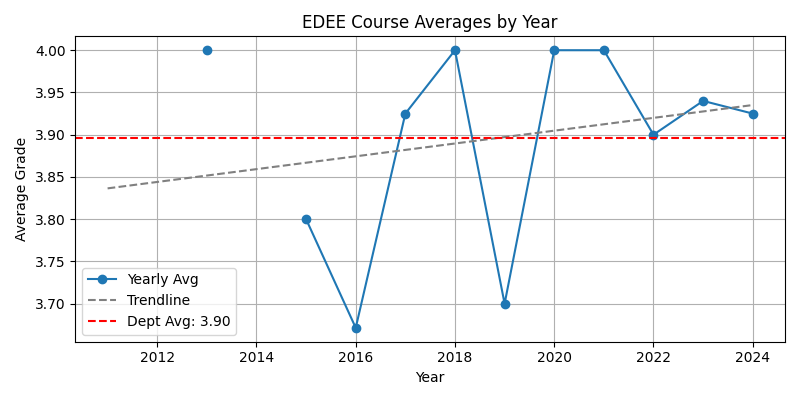 EDEE Course Averages by Year
Average Grade
4.00
3.95
3.90
3.85
3.80
3.75
3.70
Yearly Avg
Trendline
Dept Avg: 3.90
2012 2014 2016 2018 2020 2022 2024
Year